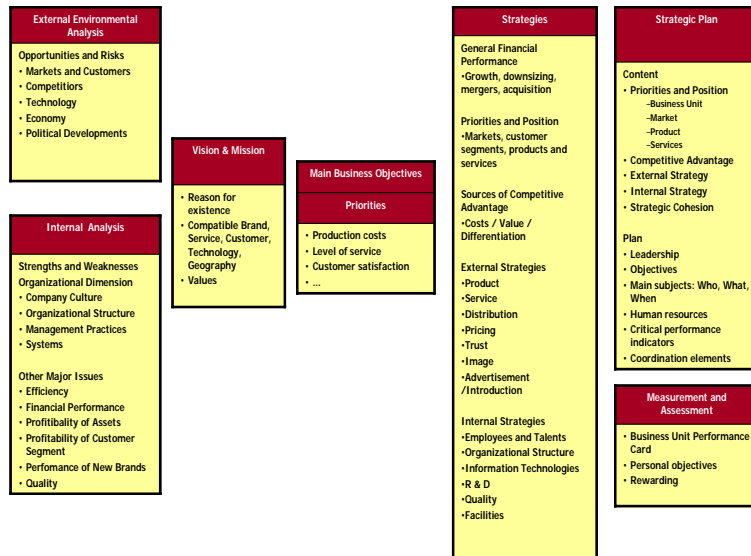 External Environmental
Analysis
Opportunities and Risks
• Markets and Customers
• Competitiors
• Technology
• Economy
• Political Developments
Internal Analysis
Strengths and Weaknesses
Organizational Dimension
• Company Culture
• Organizational Structure
• Management Practices
• Systems
Other Major Issues
• Efficiency
• Financial Performance
• Profitibality of Assets
• Profitability of Customer
Segment
• Perfomance of New Brands
• Quality
Vision & Mission
• Reason for
existence
• Compatible Brand,
Service, Customer,
Technology,
Geography
• Values
Main Business Objectives
Priorities
• Production costs
• Level of service
• Customer satisfaction
• ...
Strategies
General Financial
Performance
•Growth, downsizing,
mergers, acquisition
Priorities and Position
•Markets, customer
segments, products and
services
Sources of Competitive
Advantage
•Costs / Value /
Differentiation
External Strategies
•Product
•Service
•Distribution
•Pricing
•Trust
•Image
•Advertisement
/Introduction
Internal Strategies
•Employees and Talents
•Organizational Structure
•Information Technologies
•R & D
•Quality
•Facilities
Strategic Plan
Content
• Priorities and Position
–Business Unit
–Market
–Product
–Services
• Competitive Advantage
• External Strategy
• Internal Strategy
• Strategic Cohesion
Plan
• Leadership
• Objectives
• Main subjects: Who, What,
When
• Human resources
• Critical performance
indicators
• Coordination elements
Measurement and
Assessment
• Business Unit Performance
Card
• Personal objectives
• Rewarding